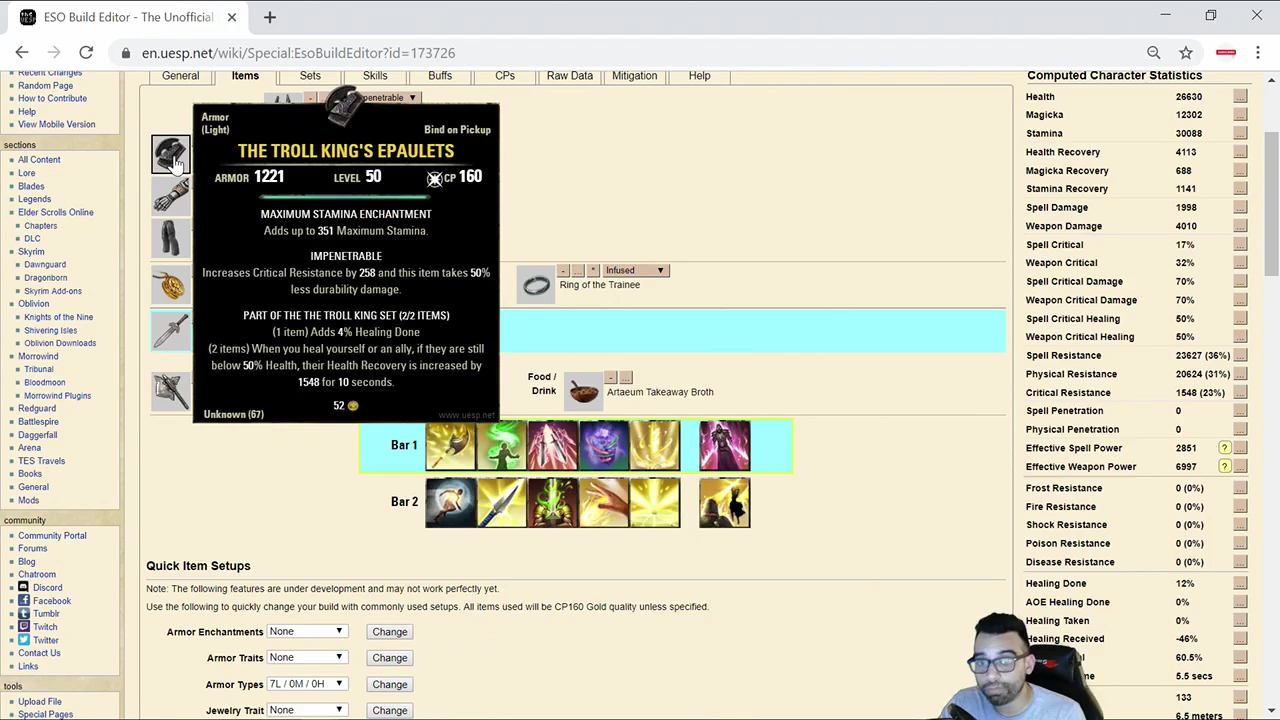 ESO Build Editor - The Unofficial
en.uesp.net/wiki/Special:EsoBuildEditor?id=173726
Recent Changes
Random Page
How to Contribute
Help
View Mobile Version
sections
All Content
Lore
Blades
Legends
Elder Scrolls Online
Chapters
DLC
Skyrim
Dawnguard
Dragonborn
Oblivion
Knights of the Nine
Shivering Isles
Oblivion Downloads
Morrowind
Tribunal
Bloodmoon
Morrowind Plugins
Redguard
Battlespire
Daggerfall
Arena
TES Travels
Books
General
Mods
community
Community Portal
Forums
Blog
Chatroom
Discord
Facebook
Tumblr
Twitch
Twitter
Contact Us
Links
tools
Upload File
Special Pages
General Items Sets Skills Buffs CPs Raw Data Mitigation Help
Armor
(Light)
Bind on Pickup
THE TROLL KING'S EPAULETS
ARMOR 1221 LEVEL 50 CP 160
MAXIMUM STAMINA ENCHANTMENT
Adds up to 351 Maximum Stamina.
IMPENETRABLE
Increases Critical Resistance by 258 and this item takes 50%
less durability damage.
PART OF THE THE TROLL KING SET (2/2 ITEMS)
(1 item) Adds 4% Healing Done
(2 items) When you heal yourself or an ally, if they are still
below 50% Health, their Health Recovery is increased by
1548 for 10 seconds.
52
Unknown (67) www.uesp.net
- ... * Infused
Ring of the Trainee
Food /
Drink
- ...
Artaeum Takeaway Broth
Bar 1
Bar 2
Quick Item Setups
Note: The following features are under development and may not work perfectly yet.
Use the following to quickly change your build with commonly used setups. All items used will be CP160 Gold quality unless specified.
Armor Enchantments None Change
Armor Traits None Change
Armor Types 7L / 0M / 0H Change
Jewelry Trait None Change
Computed Character Statistics
Health 26630 ...
Magicka 12302 ...
Stamina 30088 ...
Health Recovery 4113 ...
Magicka Recovery 859 ...
Stamina Recovery 1141 ...
Spell Damage 1998 ...
Weapon Damage 4010 ...
Spell Critical 17% ...
Weapon Critical 32% ...
Spell Critical Damage 70% ...
Weapon Critical Damage 70% ...
Spell Critical Healing 50% ...
Weapon Critical Healing 50% ...
Spell Resistance 23627 (36%) ...
Physical Resistance 20624 (31%) ...
Critical Resistance 1548 (23%) ...
Spell Penetration 0 ...
Physical Penetration 0 ...
Effective Spell Power 2851 ? ...
Effective Weapon Power 6997 ? ...
Frost Resistance 0 (0%) ...
Fire Resistance 0 (0%) ...
Shock Resistance 0 (0%) ...
Poison Resistance 0 (0%) ...
Disease Resistance 0 (0%) ...
Healing Done 12% ...
AOE Healing Done 0% ...
Healing Taken 0% ...
Healing Received -46% ...
60.5% ...
5.5 secs ...
133 ...
6.5 meters ...